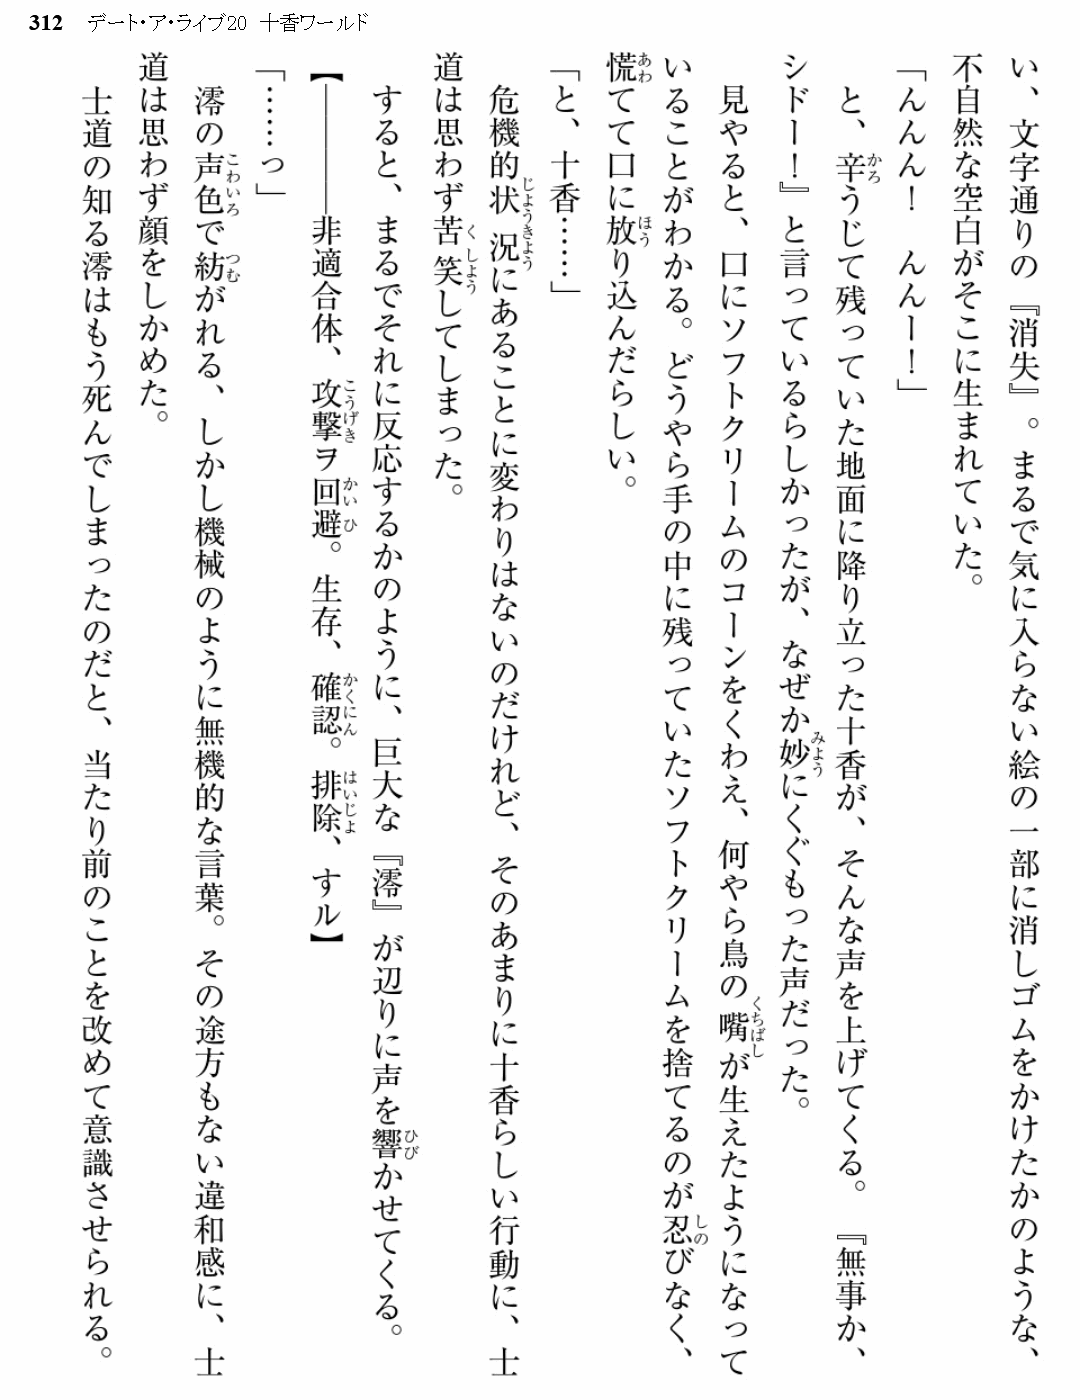 312 デート・ア・ライブ20 十香ワールド
い、文字通りの『消失』。まるで気に入らない絵の一部に消しゴムをかけたかのような、
不自然な空白がそこに生まれていた。
「んんん！　んんー！」
と、辛うじて残っていた地面に降り立った十香が、そんな声を上げてくる。『無事か、
シドー！』と言っているらしかったが、なぜか妙にくぐもった声だった。
見やると、口にソフトクリームのコーンをくわえ、何やら鳥の嘴が生えたようになって
いることがわかる。どうやら手の中に残っていたソフトクリームを捨てるのが忍びなく、
慌てて口に放り込んだらしい。
「と、十香……」
危機的状況にあることに変わりはないのだけれど、そのあまりに十香らしい行動に、士
道は思わず苦笑してしまった。
すると、まるでそれに反応するかのように、巨大な『澪』が辺りに声を響かせてくる。
【――――非適合体、攻撃ヲ回避。生存、確認。排除、すル】
「……っ」
澪の声色で紡がれる、しかし機械のように無機的な言葉。その途方もない違和感に、士
道は思わず顔をしかめた。
士道の知る澪はもう死んでしまったのだと、当たり前のことを改めて意識させられる。